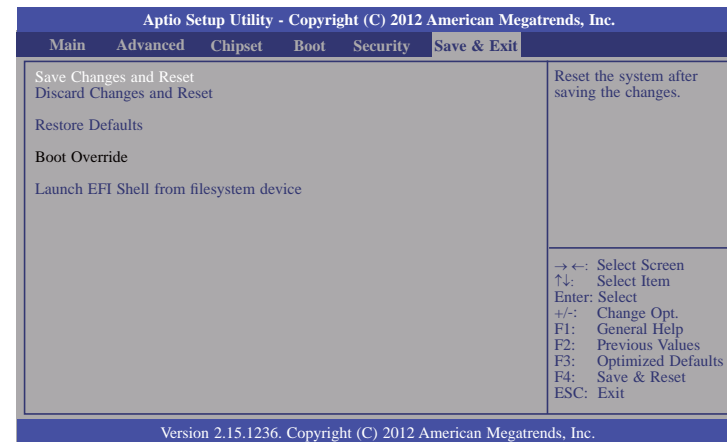 Aptio Setup Utility - Copyright (C) 2012 American Megatrends, Inc.
Main Advanced Chipset Boot Security Save & Exit
Save Changes and Reset
Discard Changes and Reset
Restore Defaults
Boot Override
Launch EFI Shell from filesystem device
Reset the system after
saving the changes.
→←: Select Screen
↑↓: Select Item
Enter: Select
+/-: Change Opt.
F1: General Help
F2: Previous Values
F3: Optimized Defaults
F4: Save & Reset
ESC: Exit
Version 2.15.1236. Copyright (C) 2012 American Megatrends, Inc.